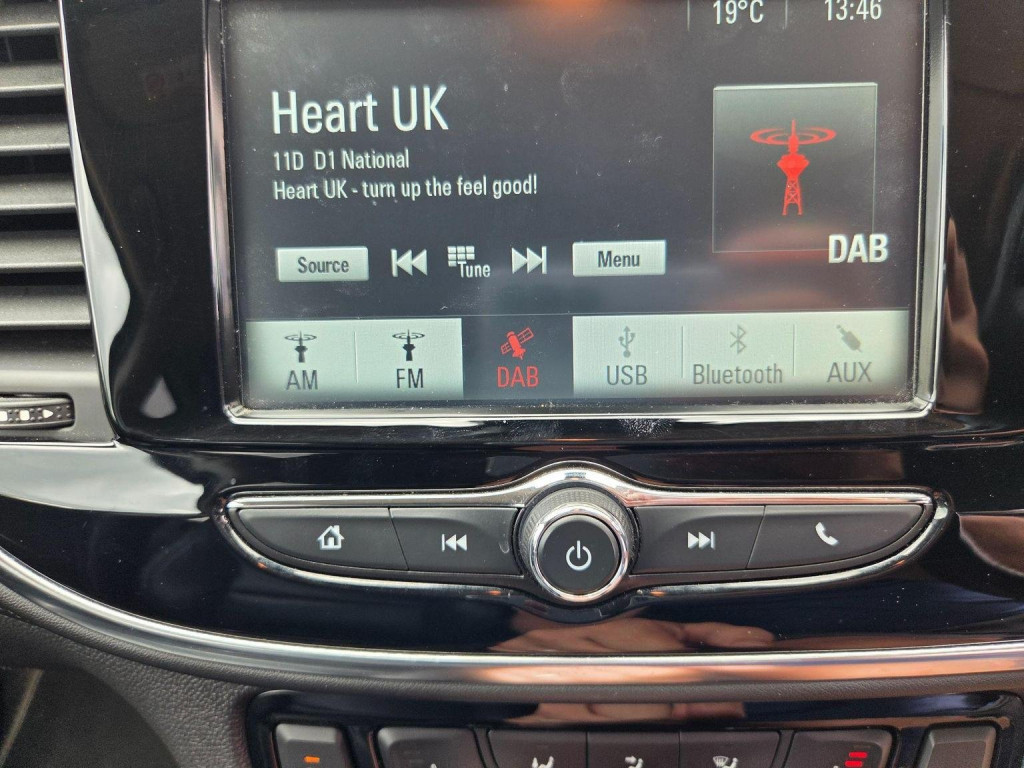 19°C 13:46
Heart UK
11D D1 National
Heart UK - turn up the feel good!
DAB
Source Tune Menu
AM FM DAB USB Bluetooth AUX